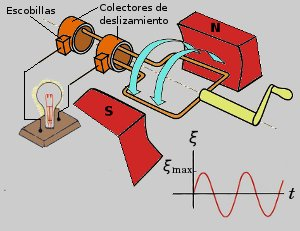 Colectores de
deslizamiento
Escobillas
N
S
ξ
ξmax
t